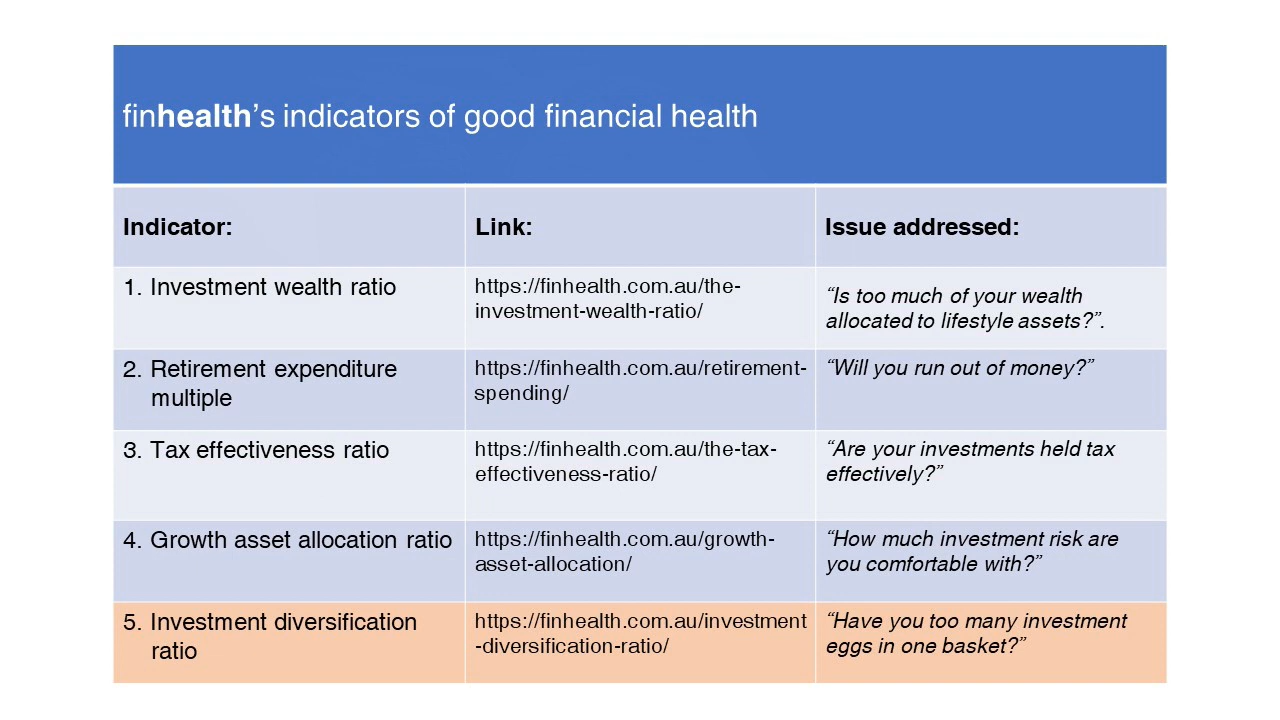 finhealth’s indicators of good financial health
Indicator:
Link:
Issue addressed:
1. Investment wealth ratio
https://finhealth.com.au/the-
investment-wealth-ratio/
“Is too much of your wealth
allocated to lifestyle assets?”.
2. Retirement expenditure
multiple
https://finhealth.com.au/retirement-
spending/
“Will you run out of money?”
3. Tax effectiveness ratio
https://finhealth.com.au/the-tax-
effectiveness-ratio/
“Are your investments held tax
effectively?”
4. Growth asset allocation ratio
https://finhealth.com.au/growth-
asset-allocation/
“How much investment risk are
you comfortable with?”
5. Investment diversification
ratio
https://finhealth.com.au/investment
-diversification-ratio/
“Have you too many investment
eggs in one basket?”